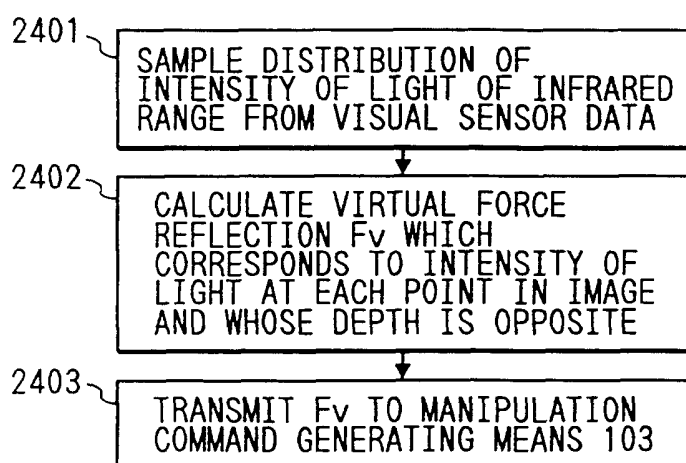 2401
SAMPLE DISTRIBUTION OF
INTENSITY OF LIGHT OF INFRARED
RANGE FROM VISUAL SENSOR DATA
2402
CALCULATE VIRTUAL FORCE
REFLECTION Fv WHICH
CORRESPONDS TO INTENSITY OF
LIGHT AT EACH POINT IN IMAGE
AND WHOSE DEPTH IS OPPOSITE
2403
TRANSMIT Fv TO MANIPULATION
COMMAND GENERATING MEANS 103